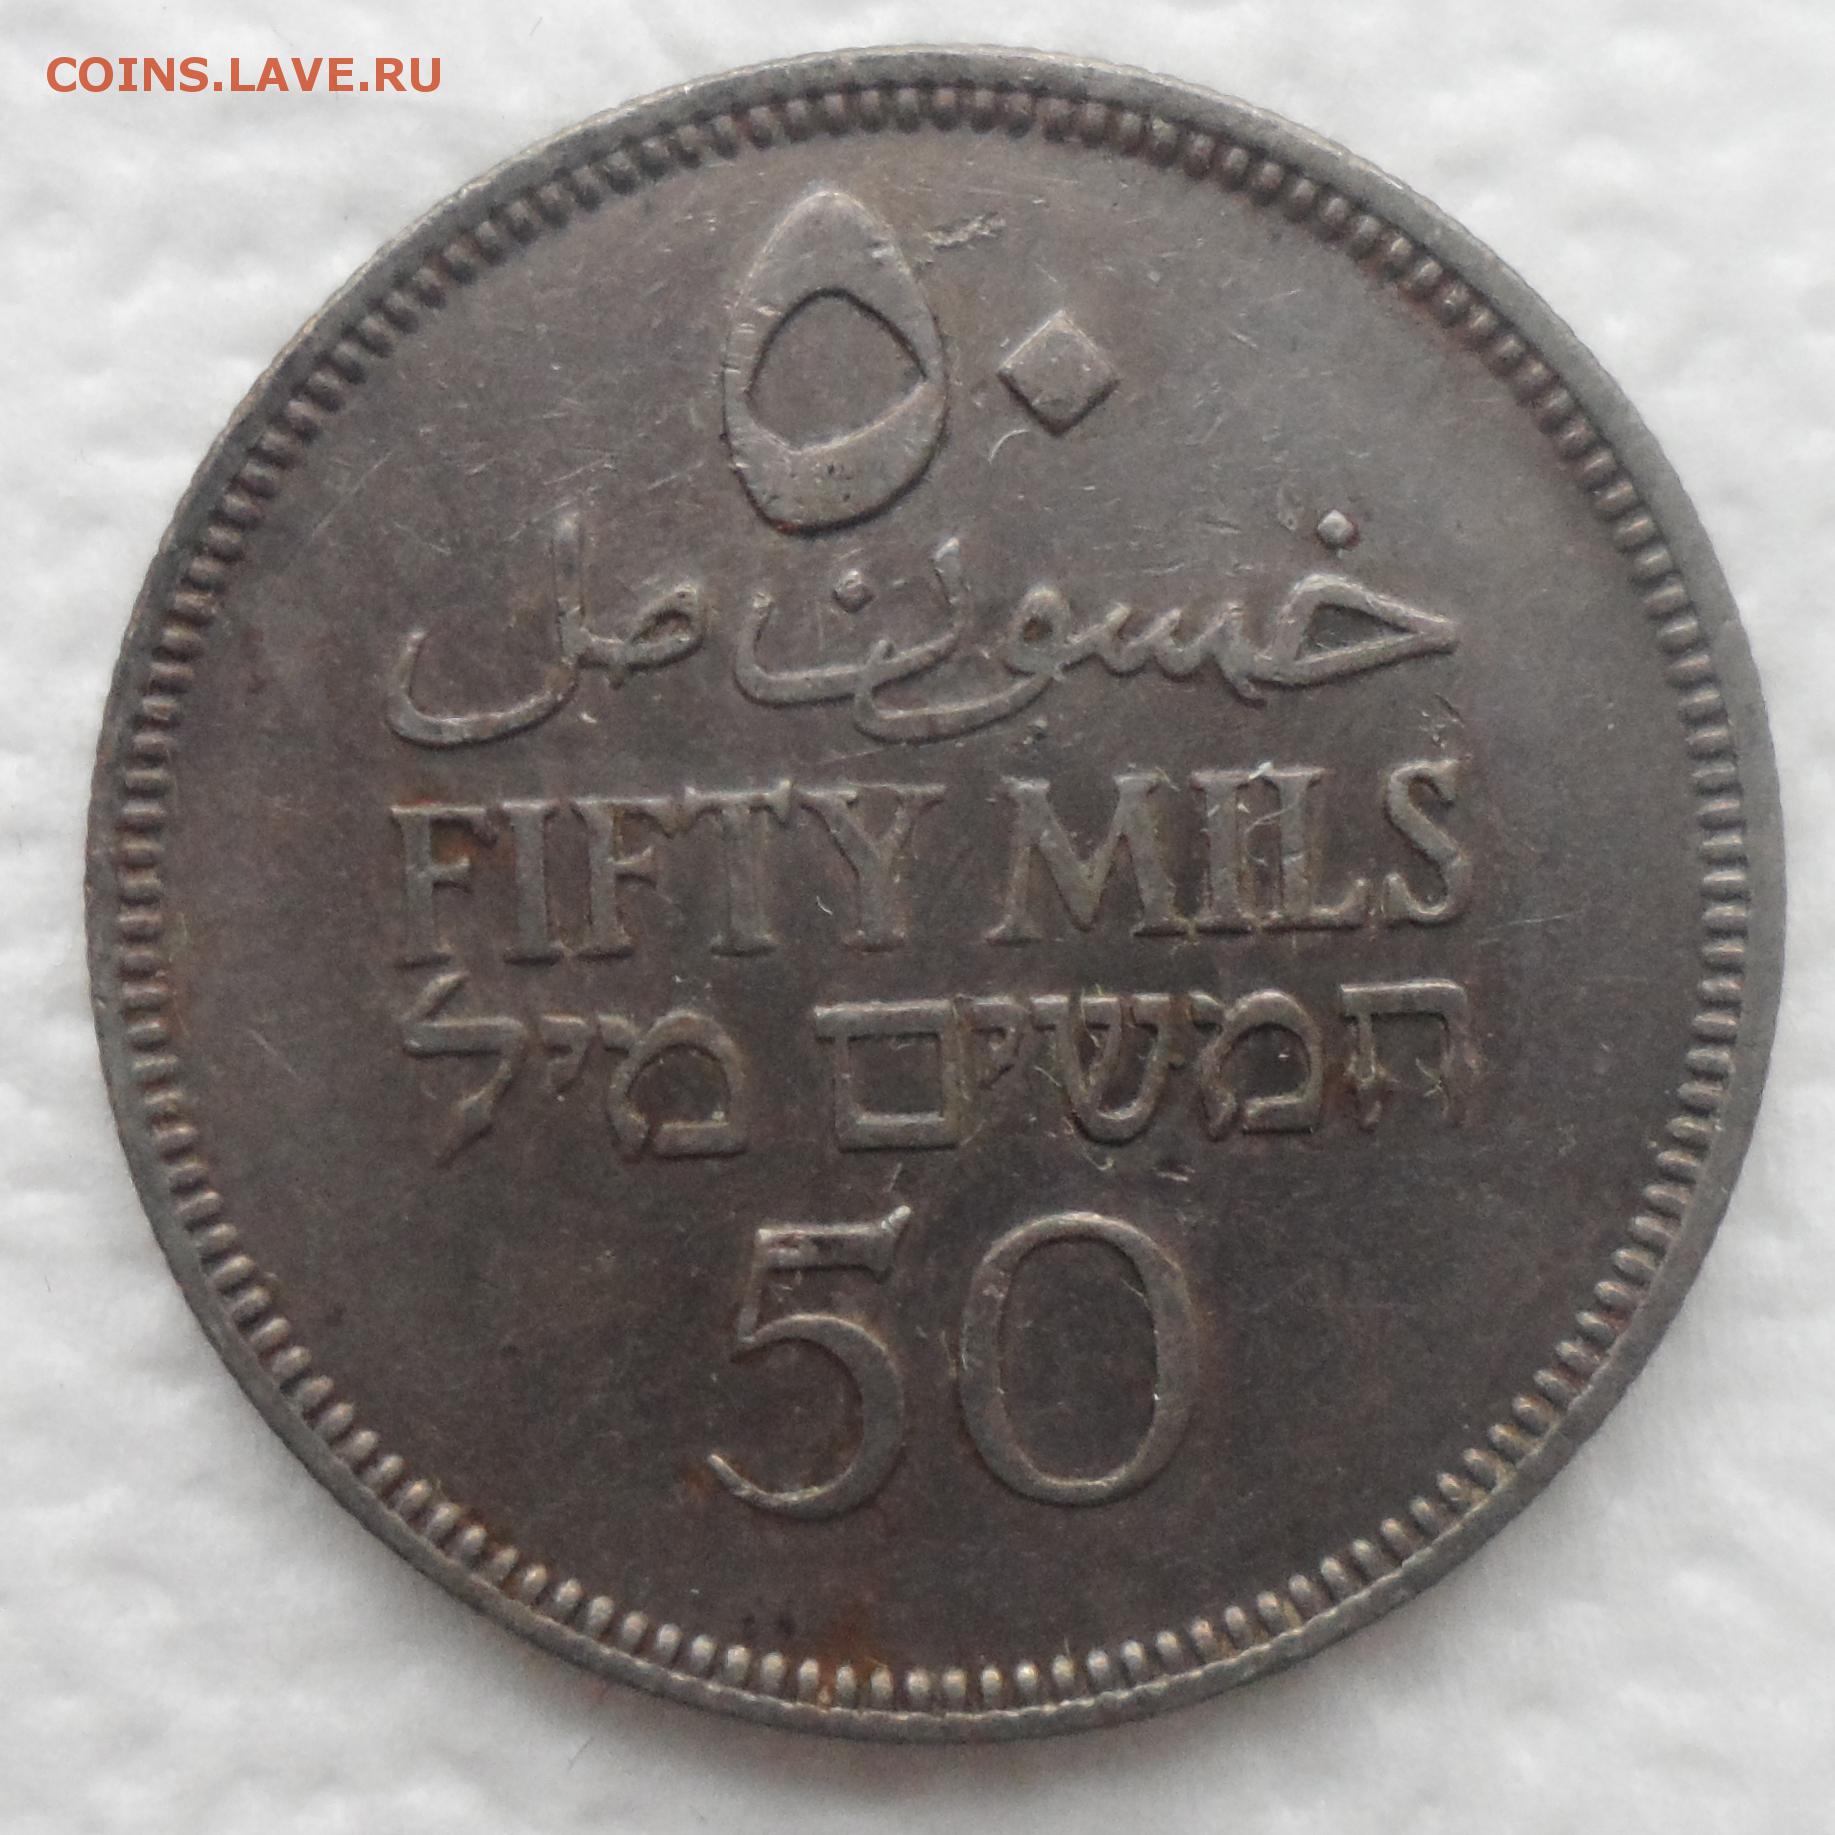 COINS.LAVE.RU
٥٠
خمسون مل
FIFTY MILS
חמשים מיל
50